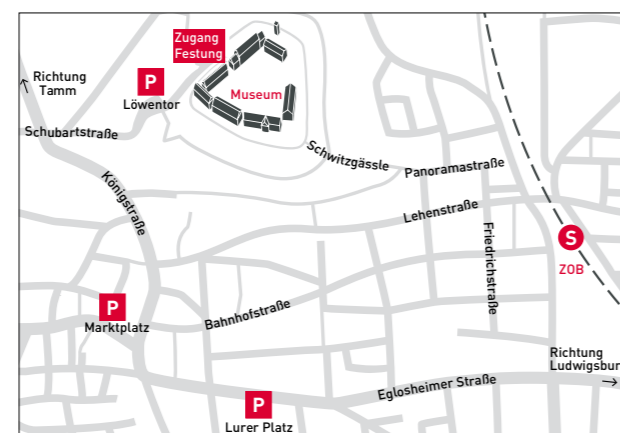 Zugang
Festung
Richtung
Tamm
P
Löwentor
Museum
Schubartstraße
Schwitzgässle
Panoramastraße
Königstraße
Lehenstraße
Friedrichstraße
S
ZOB
P
Marktplatz
Bahnhofstraße
Richtung
Ludwigsbur
Eglosheimer Straße
P
Lurer Platz